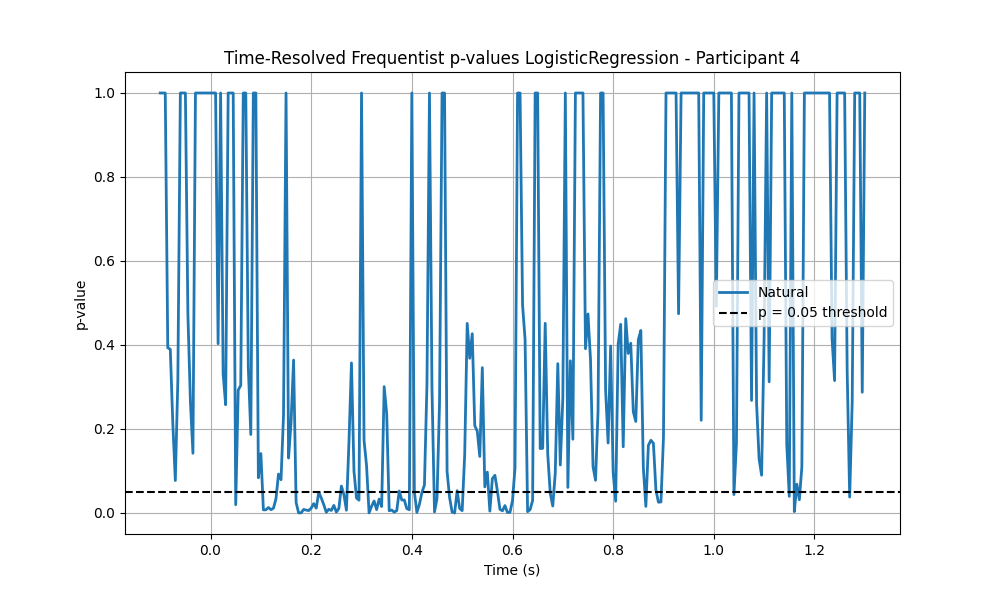 Time-Resolved Frequentist p-values LogisticRegression - Participant 4
1.0
0.8
0.6
0.4
0.2
0.0
p-value
Natural
p = 0.05 threshold
0.0 0.2 0.4 0.6 0.8 1.0 1.2
Time (s)